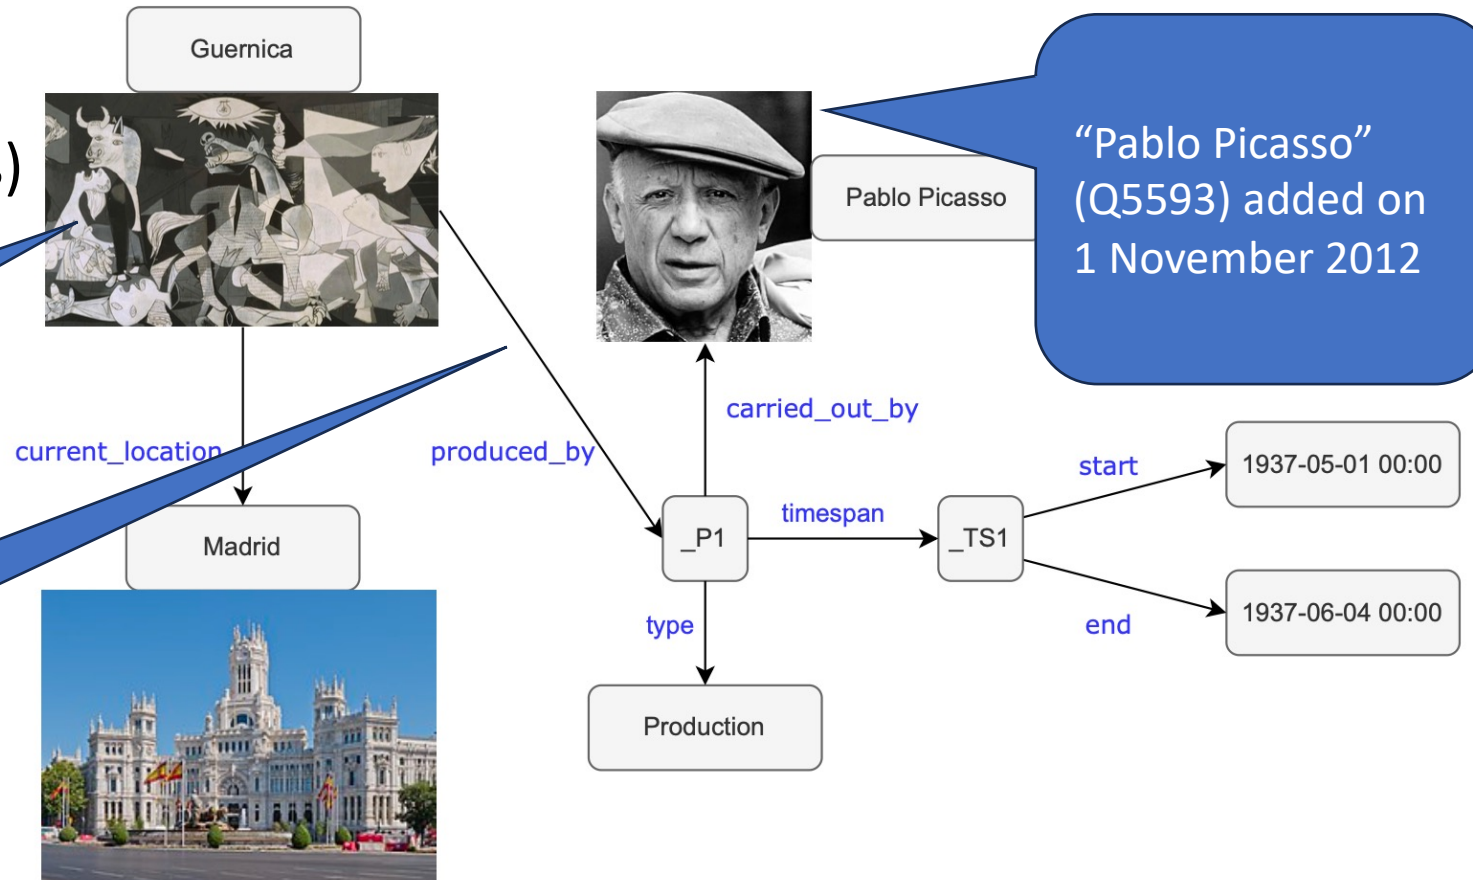 Guernica
)
“Pablo Picasso”
(Q5593) added on
1 November 2012
Pablo Picasso
carried_out_by
current_location
produced_by
start
1937-05-01 00:00
timespan
_P1
_TS1
Madrid
type
end
1937-06-04 00:00
Production